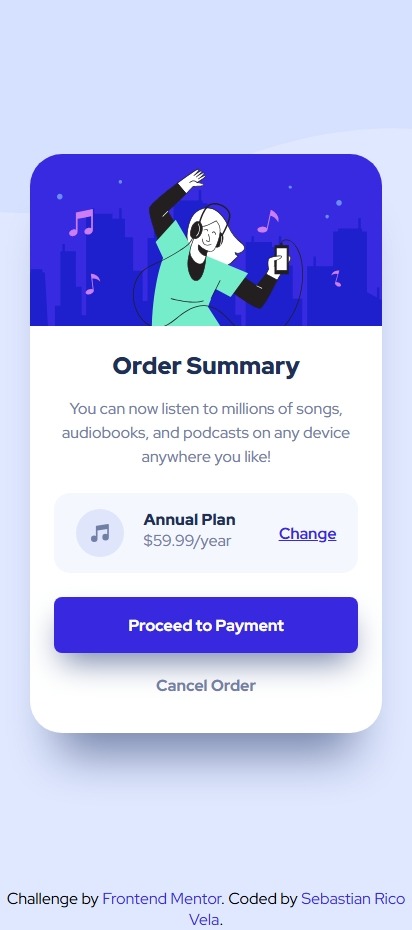 Order Summary
You can now listen to millions of songs,
audiobooks, and podcasts on any device
anywhere you like!
Annual Plan
$59.99/year
Change
Proceed to Payment
Cancel Order
Challenge by Frontend Mentor. Coded by Sebastian Rico
Vela.